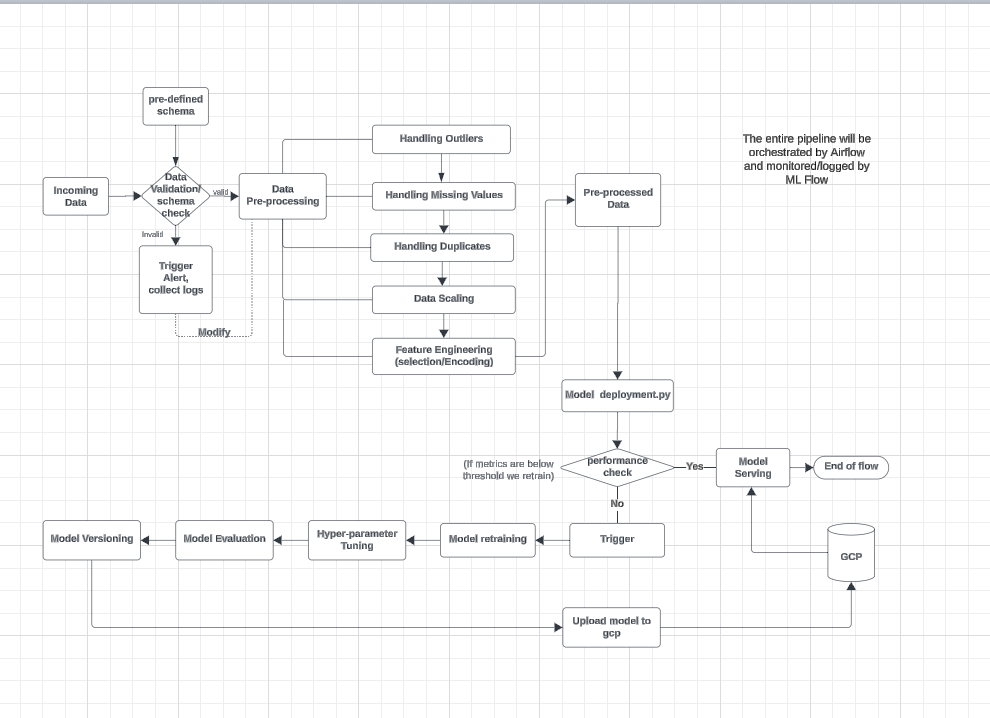 pre-defined
schema
Incoming
Data
Data
Validation/
schema
check
valid
Invalid
Trigger
Alert,
collect logs
Modify
Data
Pre-processing
Handling Outliers
Handling Missing Values
Handling Duplicates
Data Scaling
Feature Engineering
(selection/Encoding)
Pre-processed
Data
The entire pipeline will be
orchestrated by Airflow
and monitored/logged by
ML Flow
Model deployment.py
(If metrics are below
threshold we retrain)
performance
check
Yes
Model
Serving
End of flow
No
Trigger
Model retraining
Hyper-parameter
Tuning
Model Evaluation
Model Versioning
GCP
Upload model to
gcp